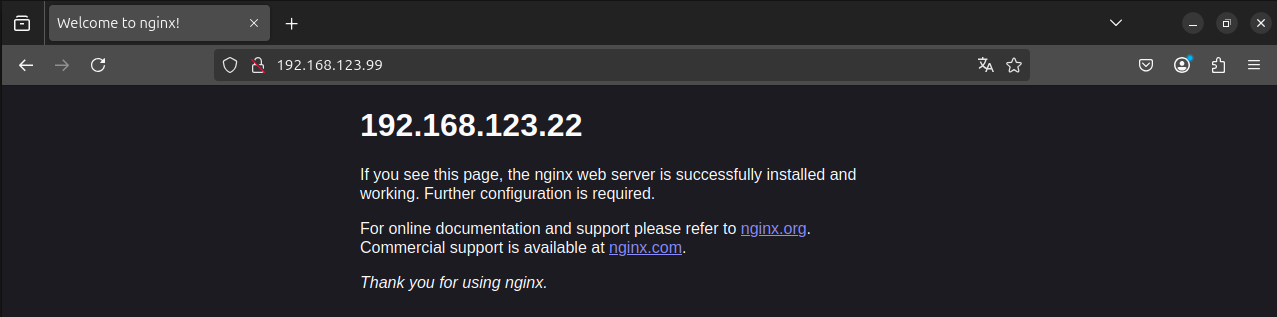 Welcome to nginx!
192.168.123.99
192.168.123.22
If you see this page, the nginx web server is successfully installed and
working. Further configuration is required.
For online documentation and support please refer to nginx.org.
Commercial support is available at nginx.com.
Thank you for using nginx.